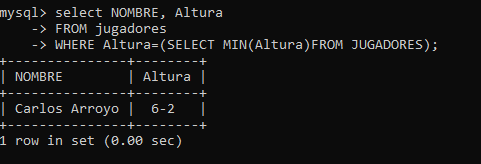 mysql> select NOMBRE, Altura
    -> FROM jugadores
    -> WHERE Altura=(SELECT MIN(Altura)FROM JUGADORES);
+---------------+--------+
| NOMBRE        | Altura |
+---------------+--------+
| Carlos Arroyo |  6-2   |
+---------------+--------+
1 row in set (0.00 sec)